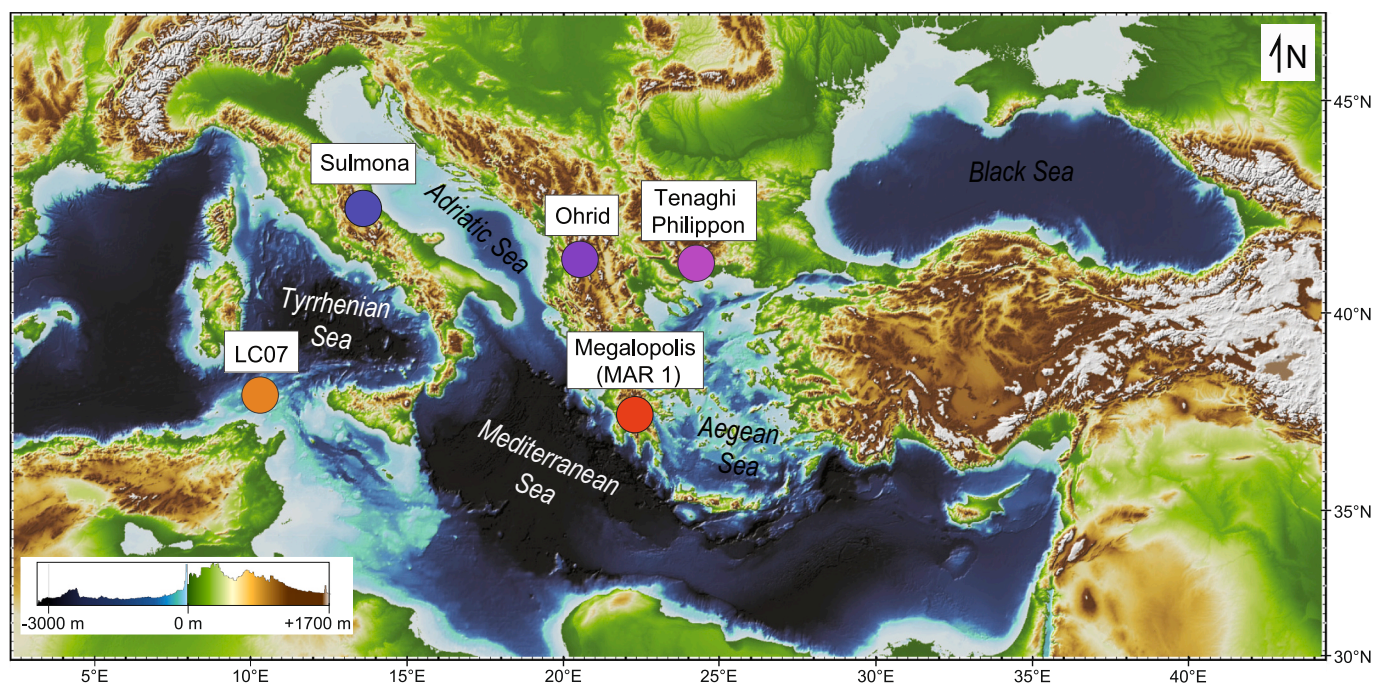 N
45°N
Black Sea
Sulmona
Adriatic Sea
Ohrid
Tenaghi
Philippon
Tyrrhenian
Sea
40°N
LC07
Megalopolis
(MAR 1)
Aegean
Sea
Mediterranean
Sea
35°N
-3000 m
0 m
+1700 m
30°N
5°E
10°E
15°E
20°E
25°E
30°E
35°E
40°E